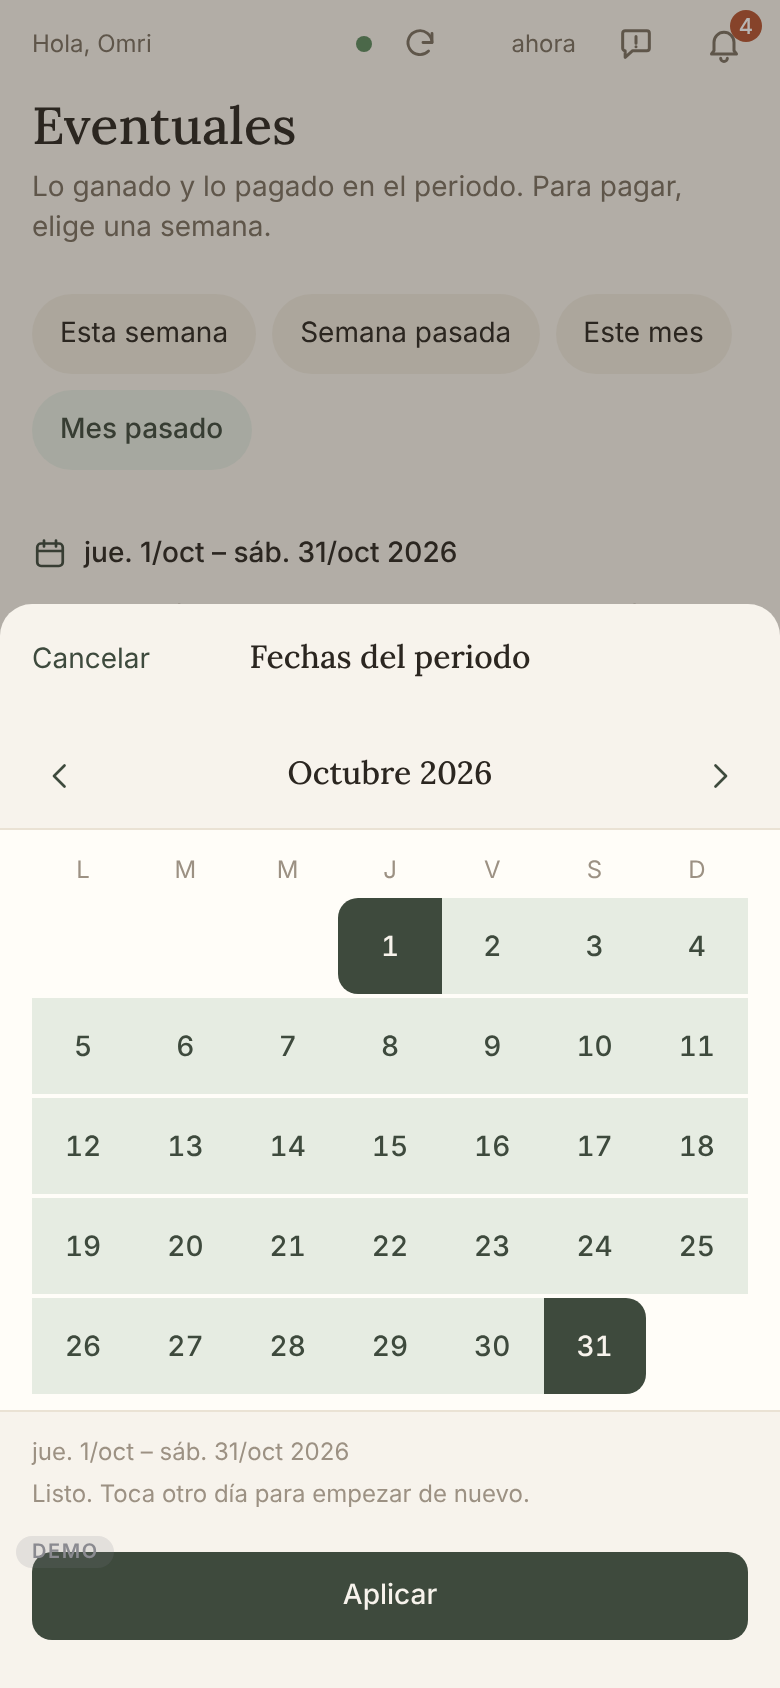 Hola, Omri
ahora
4
Eventuales
Lo ganado y lo pagado en el periodo. Para pagar,
elige una semana.
Esta semana
Semana pasada
Este mes
Mes pasado
jue. 1/oct – sáb. 31/oct 2026
Cancelar
Fechas del periodo
Octubre 2026
L M M J V S D
1 2 3 4
5 6 7 8 9 10 11
12 13 14 15 16 17 18
19 20 21 22 23 24 25
26 27 28 29 30 31
jue. 1/oct – sáb. 31/oct 2026
Listo. Toca otro día para empezar de nuevo.
DEMO
Aplicar